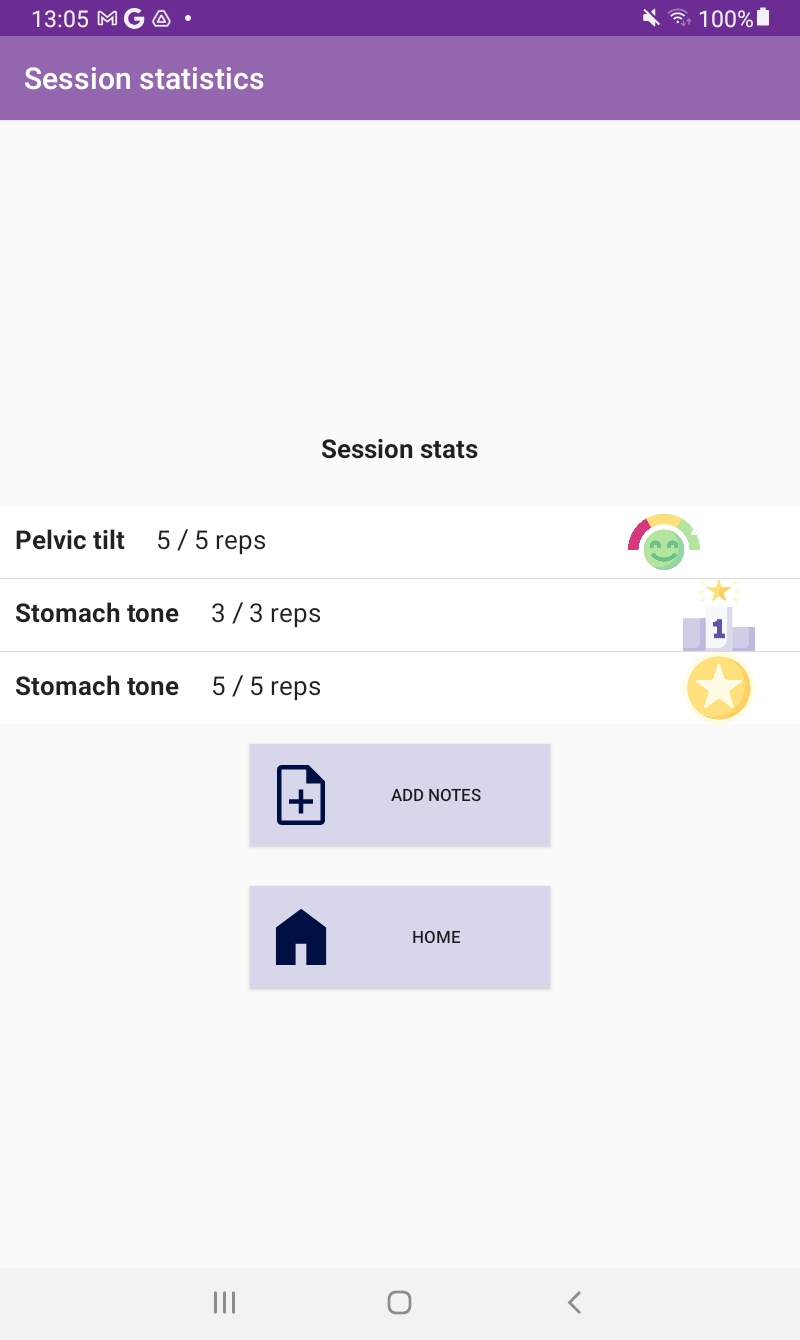 13:05 100%
Session statistics
Session stats
Pelvic tilt 5 / 5 reps
Stomach tone 3 / 3 reps
1
Stomach tone 5 / 5 reps
ADD NOTES
HOME